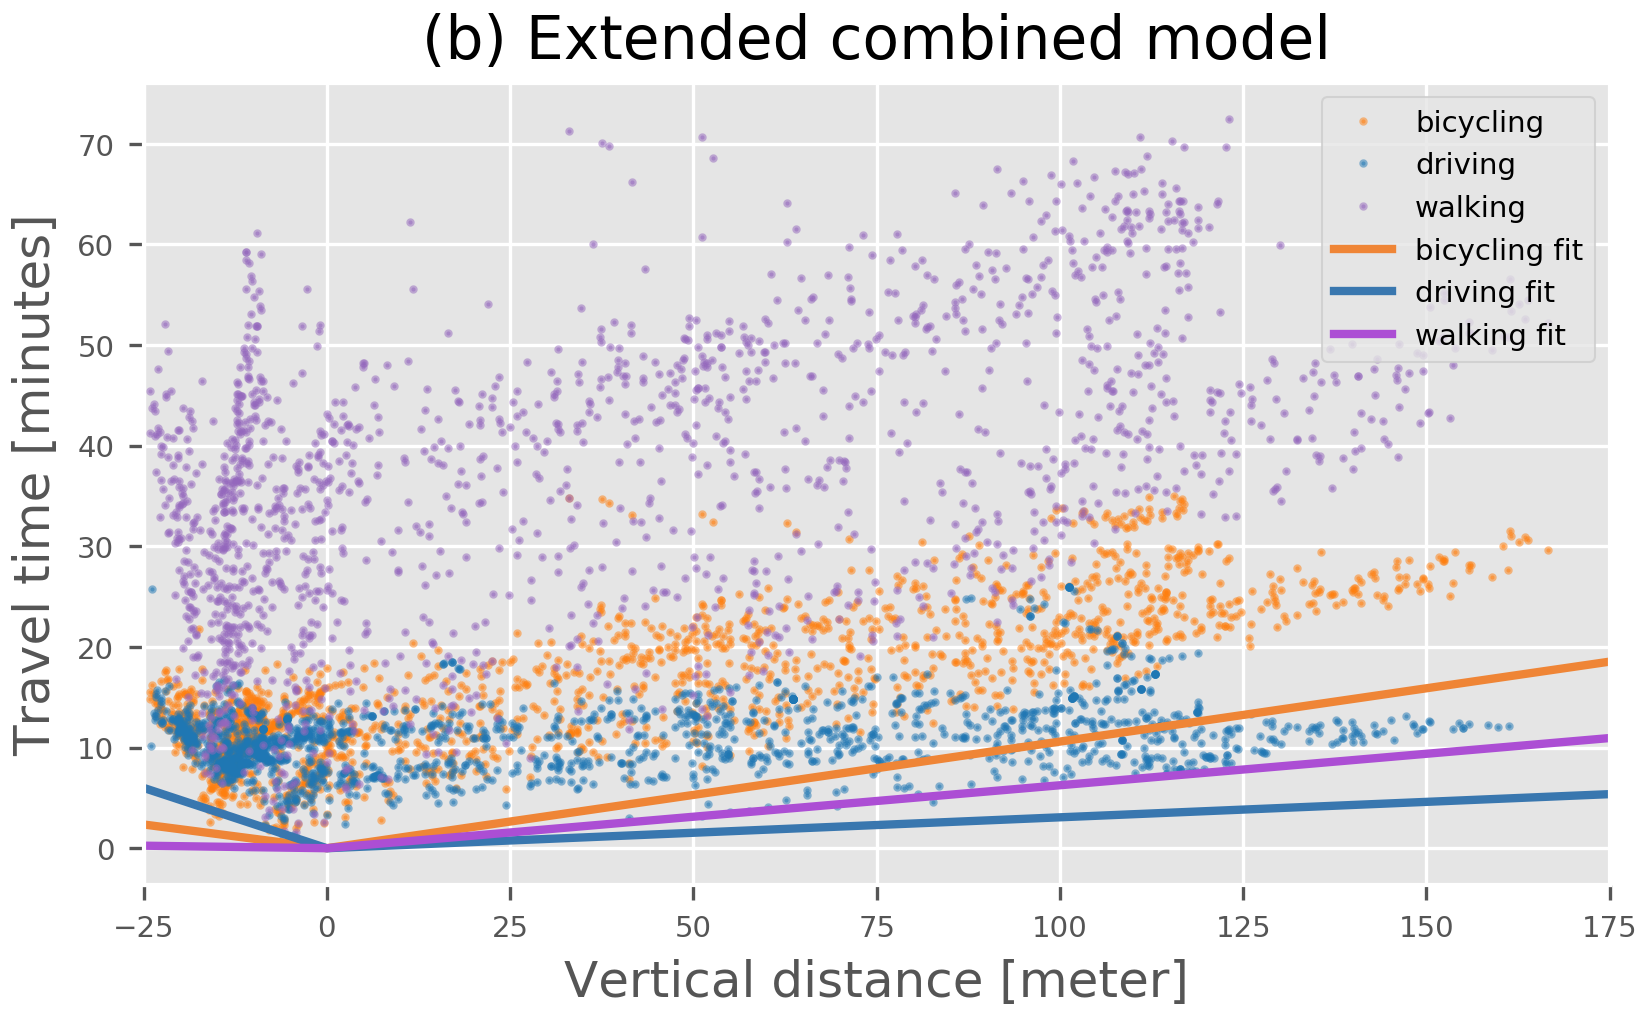 (b) Extended combined model
Travel time [minutes]
70
60
50
40
30
20
10
0
bicycling
driving
walking
bicycling fit
driving fit
walking fit
−25
0
25
50
75
100
125
150
175
Vertical distance [meter]